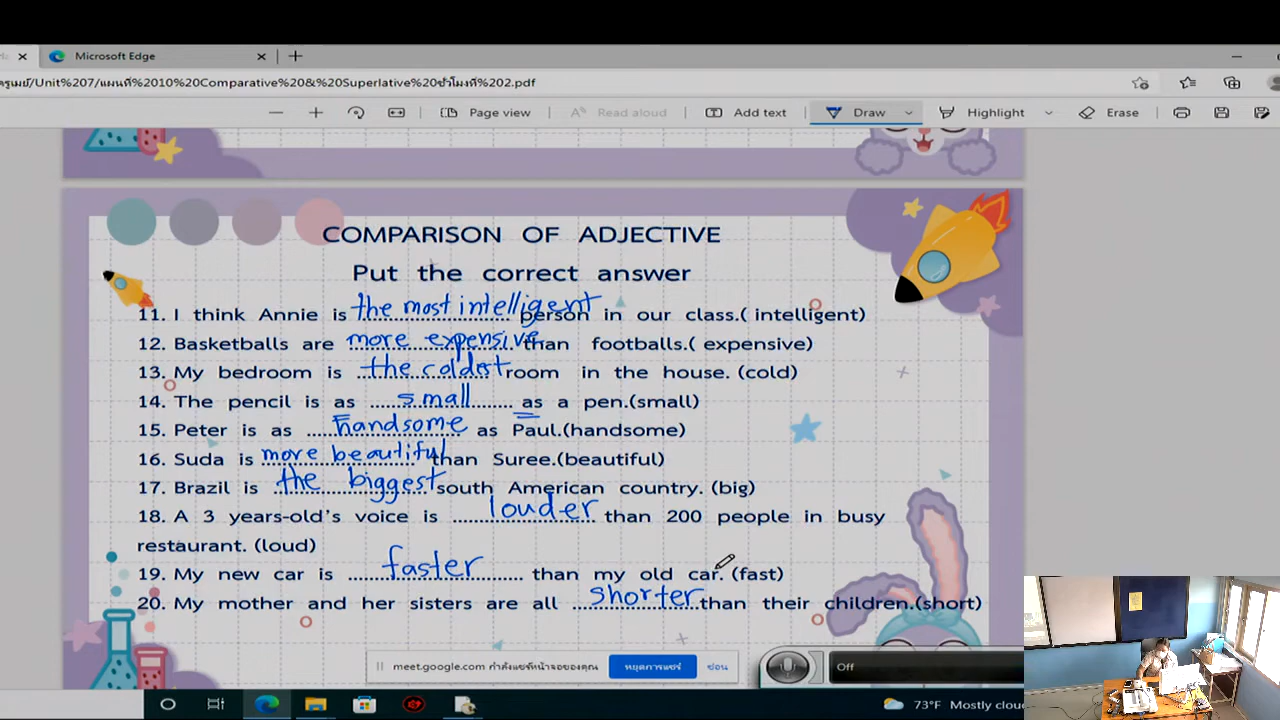 Microsoft Edge
ครูเมย์/Unit%207/แผนที่%2010%20Comparative%20&%20Superlative%20ชั่วโมงที่%202.pdf
Page view
Read aloud
Add text
Draw
Highlight
Erase
COMPARISON OF ADJECTIVE
Put the correct answer
11. I think Annie is the most intelligent person in our class.( intelligent)
12. Basketballs are more expensive than footballs.( expensive)
13. My bedroom is the coldest room in the house. (cold)
14. The pencil is as small as a pen.(small)
15. Peter is as handsome as Paul.(handsome)
16. Suda is more beautiful than Suree.(beautiful)
17. Brazil is the biggest south American country. (big)
18. A 3 years-old's voice is louder than 200 people in busy
restaurant. (loud)
19. My new car is faster than my old car. (fast)
20. My mother and her sisters are all shorter than their children.(short)
meet.google.com กำลังแชร์หน้าจอของคุณ
หยุดการแชร์
ซ่อน
Off
73°F Mostly clou